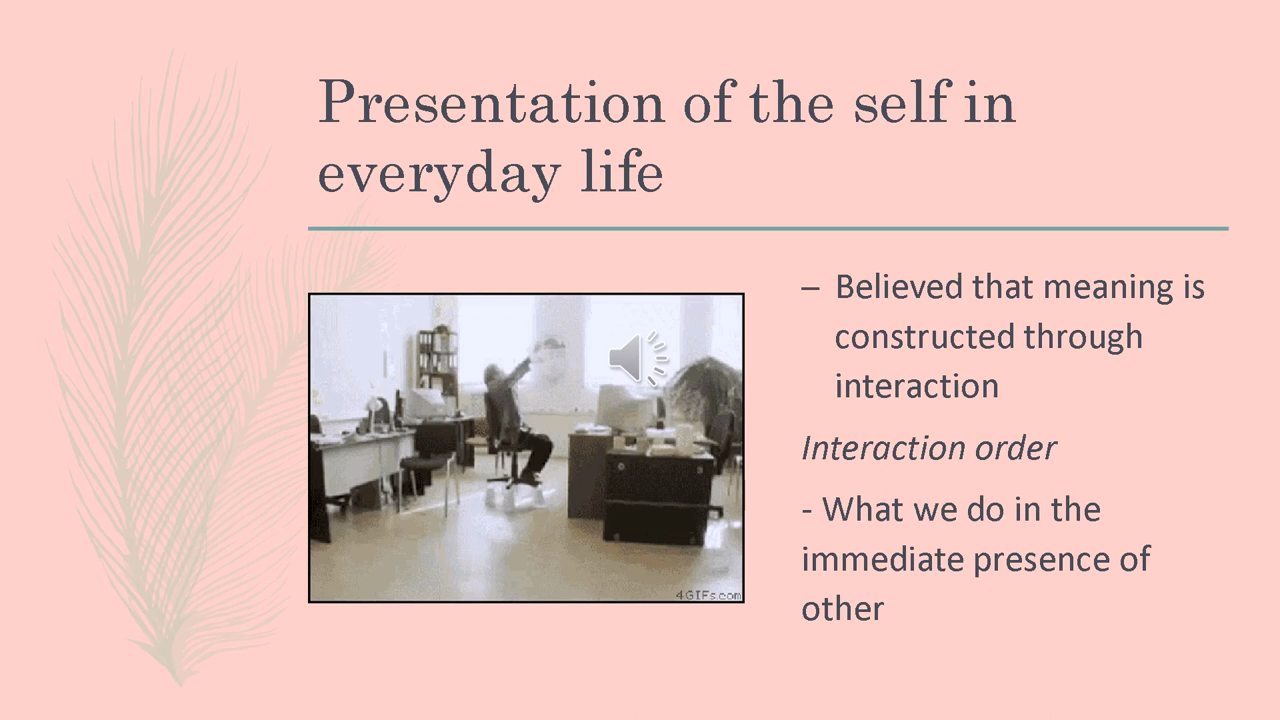 Presentation of the self in
everyday life
– Believed that meaning is
constructed through
interaction
Interaction order
- What we do in the
immediate presence of
other
4GIFs.com